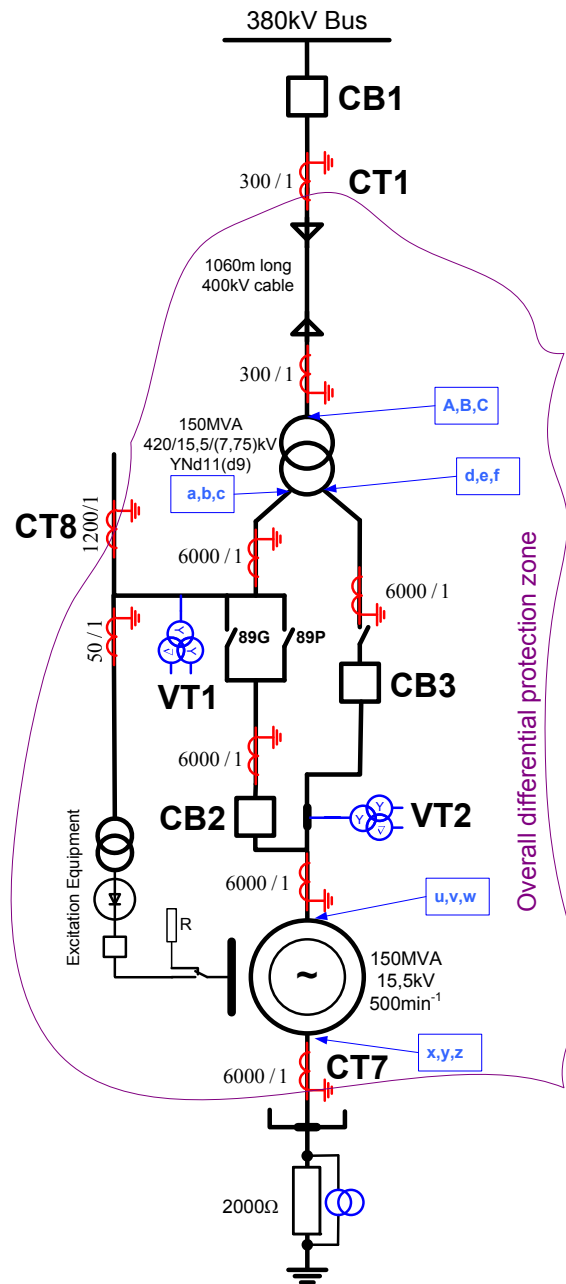 380kV Bus
CB1
300 / 1
CT1
1060m long
400kV cable
300 / 1
A,B,C
150MVA
420/15,5/(7,75)kV
YNd11(d9)
a,b,c
d,e,f
CT8
1200/1
6000 / 1
6000 / 1
50 / 1
89G
89P
Y
Y
∇
VT1
CB3
6000 / 1
CB2
Y
Y
∇
VT2
Overall differential protection zone
Excitation Equipment
6000 / 1
u,v,w
R
~
150MVA
15,5kV
500min⁻¹
x,y,z
6000 / 1
CT7
2000Ω